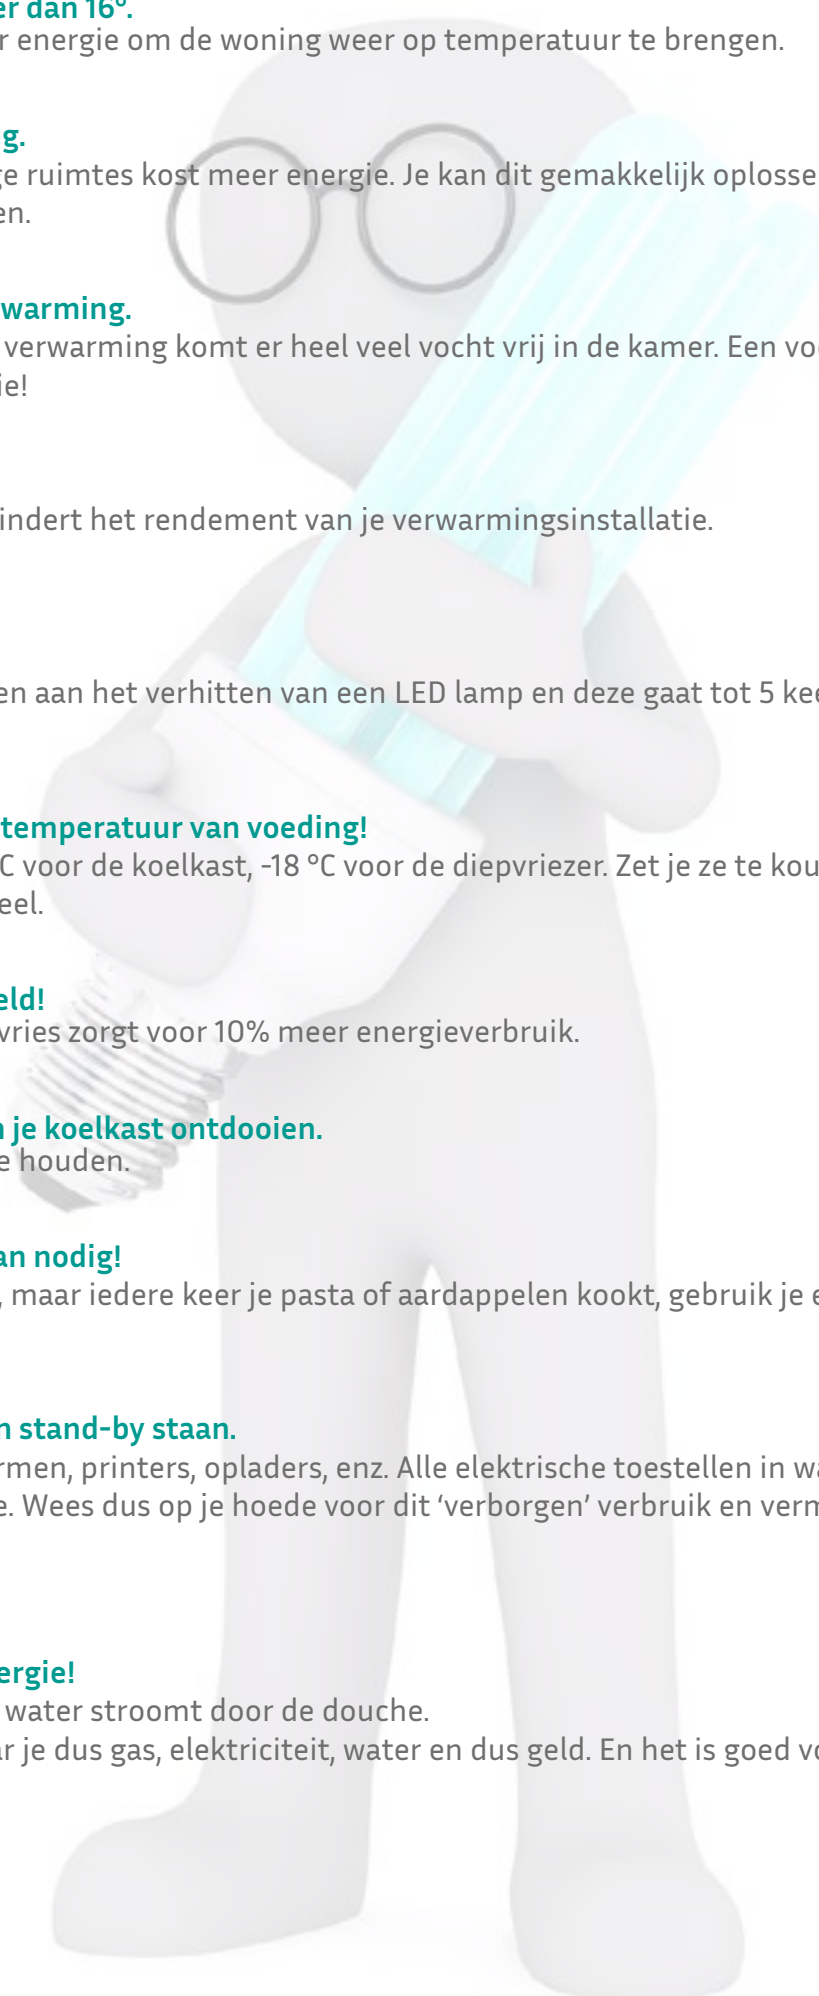 er dan 16°.
r energie om de woning weer op temperatuur te brengen.
g.
ge ruimtes kost meer energie. Je kan dit gemakkelijk oplosse
en.
warming.
verwarming komt er heel veel vocht vrij in de kamer. Een vo
ie!
indert het rendement van je verwarmingsinstallatie.
en aan het verhitten van een LED lamp en deze gaat tot 5 kee
temperatuur van voeding!
C voor de koelkast, -18 °C voor de diepvriezer. Zet je ze te kou
eel.
eld!
vries zorgt voor 10% meer energieverbruik.
n je koelkast ontdooien.
e houden.
an nodig!
, maar iedere keer je pasta of aardappelen kookt, gebruik je e
n stand-by staan.
rmen, printers, opladers, enz. Alle elektrische toestellen in wa
e. Wees dus op je hoede voor dit ‘verborgen’ verbruik en verm
ergie!
water stroomt door de douche.
ar je dus gas, elektriciteit, water en dus geld. En het is goed vo